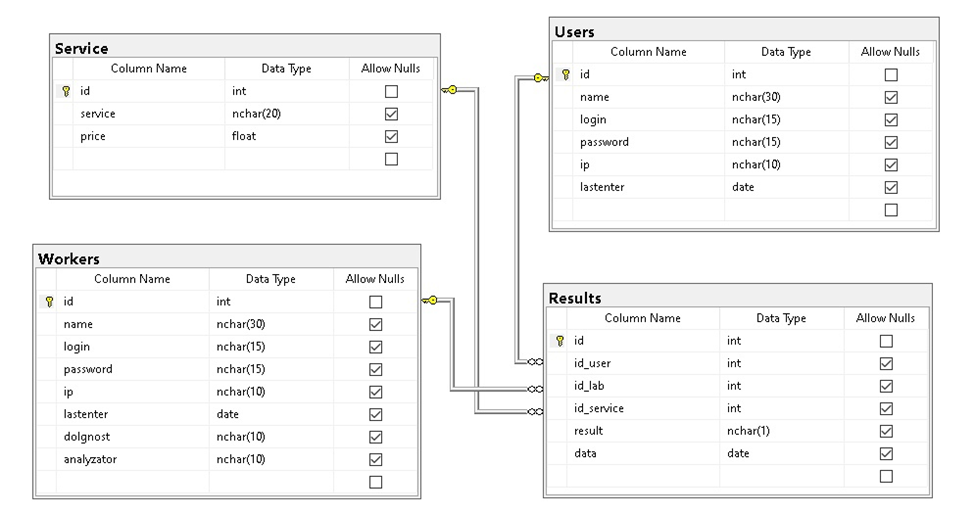 Service
Column Name Data Type Allow Nulls
id int
service nchar(20)
price float
Users
Column Name Data Type Allow Nulls
id int
name nchar(30)
login nchar(15)
password nchar(15)
ip nchar(10)
lastenter date
Workers
Column Name Data Type Allow Nulls
id int
name nchar(30)
login nchar(15)
password nchar(15)
ip nchar(10)
lastenter date
dolgnost nchar(10)
analyzator nchar(10)
Results
Column Name Data Type Allow Nulls
id int
id_user int
id_lab int
id_service int
result nchar(1)
data date